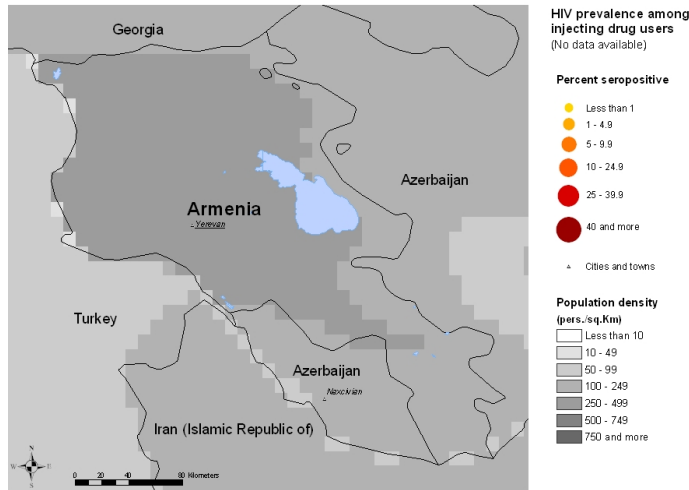 Georgia
Azerbaijan
Armenia
Yerevan
Turkey
Azerbaijan
Naxcivian
Iran (Islamic Republic of)
N
W
E
S
0 20 40 80 Kilometers
HIV prevalence among
injecting drug users
(No data available)
Percent seropositive
Less than 1
1 - 4.9
5 - 9.9
10 - 24.9
25 - 39.9
40 and more
Cities and towns
Population density
(pers./sq.Km)
Less than 10
10 - 49
50 - 99
100 - 249
250 - 499
500 - 749
750 and more